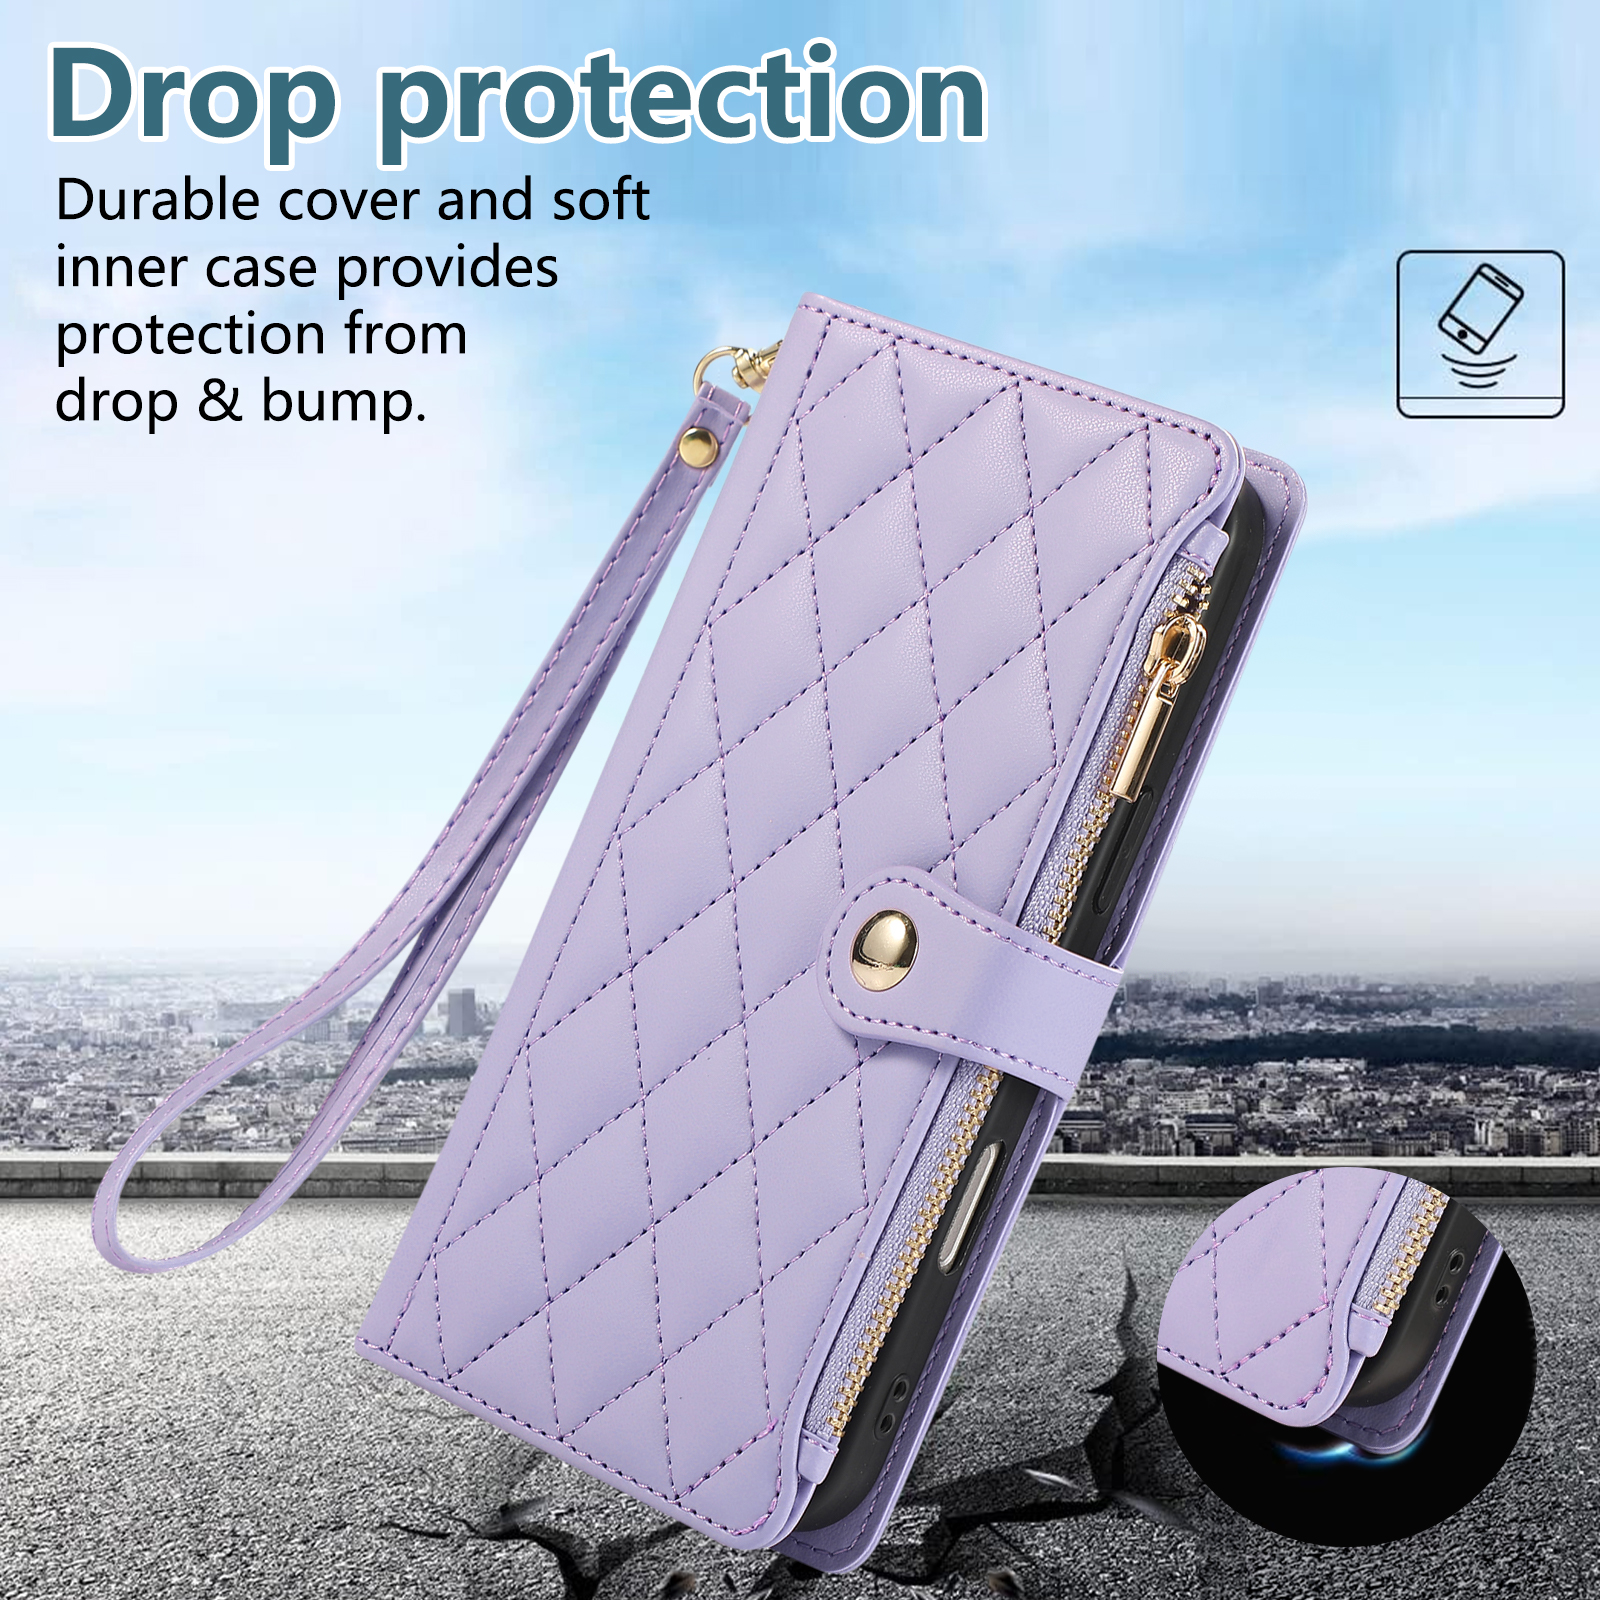 Drop protection
Durable cover and soft
inner case provides
protection from
drop & bump.